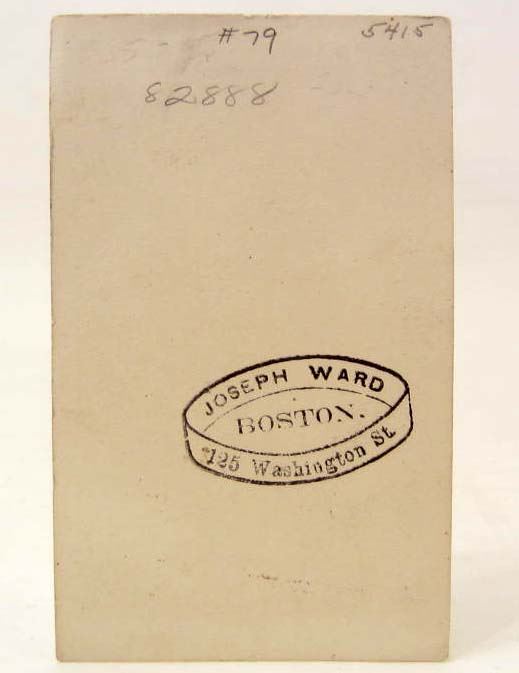 #79 5415
82888
JOSEPH WARD
BOSTON.
125 Washington St